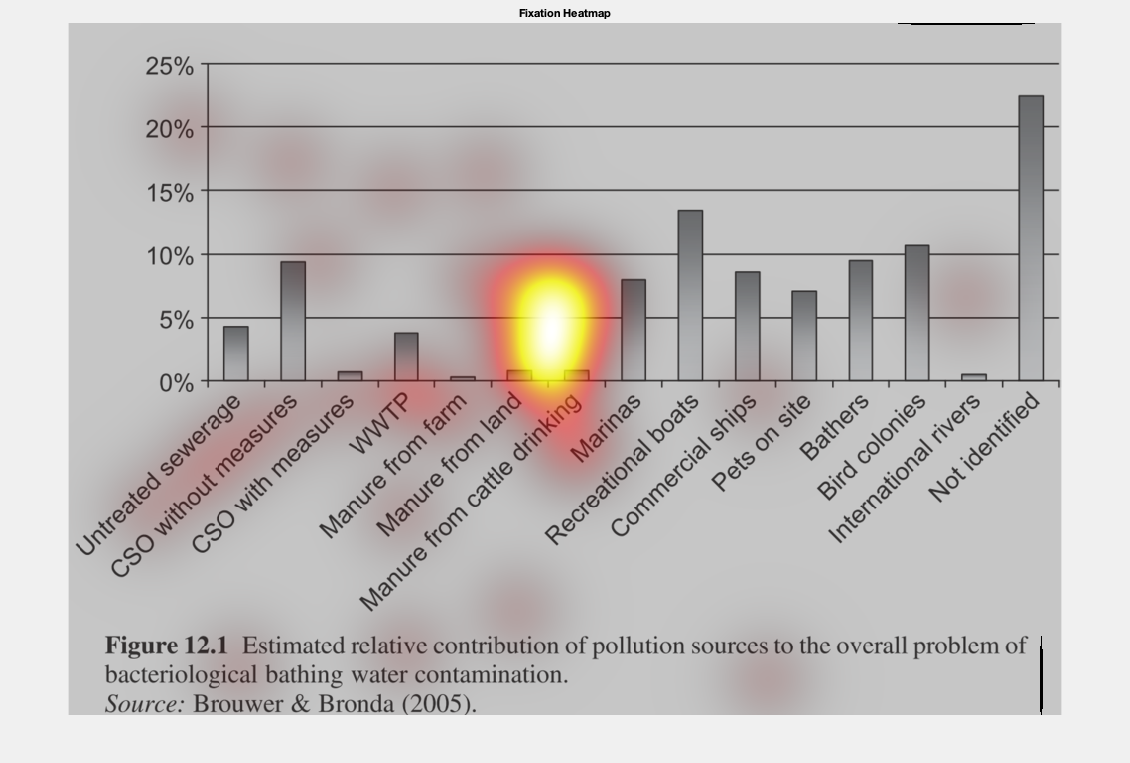 Fixation Heatmap
25%
20%
15%
10%
5%
0%
Untreated sewerage
CSO without measures
CSO with measures
WWTP
Manure from farm
Manure from land
Manure from cattle drinking
Marinas
Recreational boats
Commercial ships
Pets on site
Bathers
Bird colonies
International rivers
Not identified
Figure 12.1 Estimated relative contribution of pollution sources to the overall problem of
bacteriological bathing water contamination.
Source: Brouwer & Bronda (2005).